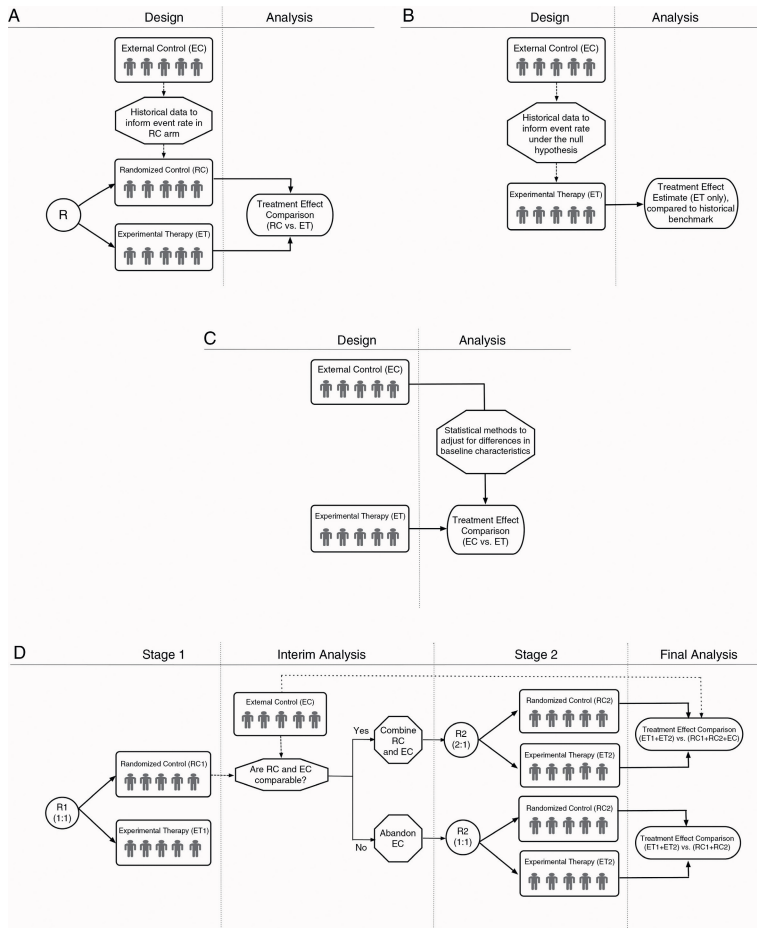 A
Design
Analysis
External Control (EC)
Historical data to
inform event rate in
RC arm
Randomized Control (RC)
R
Experimental Therapy (ET)
Treatment Effect
Comparison
(RC vs. ET)
B
Design
Analysis
External Control (EC)
Historical data to
inform event rate
under the null
hypothesis
Experimental Therapy (ET)
Treatment Effect
Estimate (ET only),
compared to historical
benchmark
C
Design
Analysis
External Control (EC)
Statistical methods to
adjust for differences in
baseline characteristics
Experimental Therapy (ET)
Treatment Effect
Comparison
(EC vs. ET)
D
Stage 1
Interim Analysis
Stage 2
Final Analysis
R1
(1:1)
Randomized Control (RC1)
Experimental Therapy (ET1)
External Control (EC)
Are RC and EC
comparable?
Yes
Combine
RC
and EC
R2
(2:1)
Randomized Control (RC2)
Experimental Therapy (ET2)
Treatment Effect Comparison
(ET1+ET2) vs. (RC1+RC2+EC)
No
Abandon
EC
R2
(1:1)
Randomized Control (RC2)
Experimental Therapy (ET2)
Treatment Effect Comparison
(ET1+ET2) vs. (RC1+RC2)